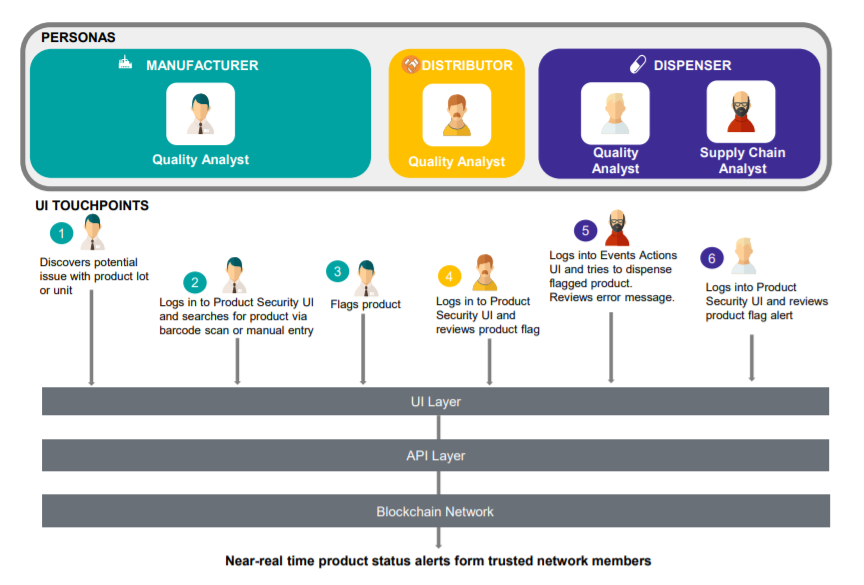 PERSONAS
MANUFACTURER
Quality Analyst
DISTRIBUTOR
Quality Analyst
DISPENSER
Quality
Analyst
Supply Chain
Analyst
UI TOUCHPOINTS
1
Discovers potential
issue with product lot
or unit
2
Logs in to Product Security UI
and searches for product via
barcode scan or manual entry
3
Flags product
4
Logs in to Product
Security UI and
reviews product flag
5
Logs into Events Actions
UI and tries to dispense
flagged product.
Reviews error message.
6
Logs into Product
Security UI and reviews
product flag alert
UI Layer
API Layer
Blockchain Network
Near-real time product status alerts form trusted network members